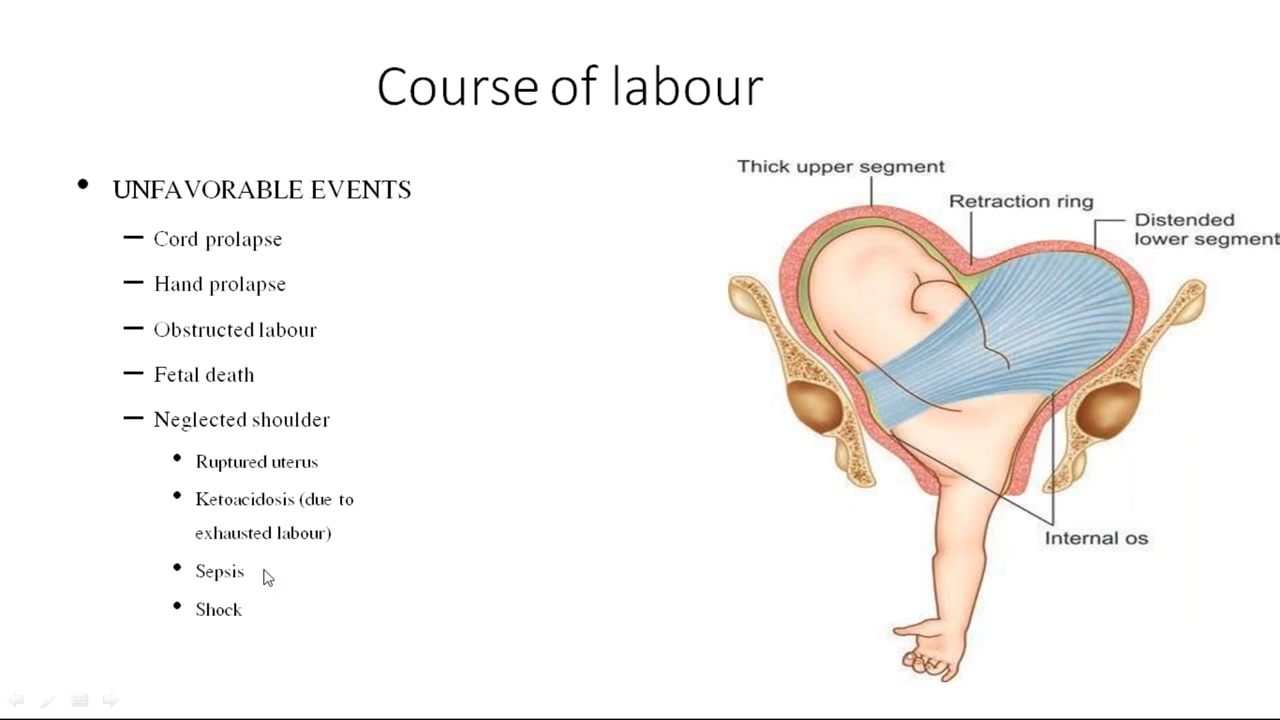 Course of labour
• UNFAVORABLE EVENTS
– Cord prolapse
– Hand prolapse
– Obstructed labour
– Fetal death
– Neglected shoulder
• Ruptured uterus
• Ketoacidosis (due to
exhausted labour)
• Sepsis
• Shock
Thick upper segment
Retraction ring
Distended
lower segment
Internal os